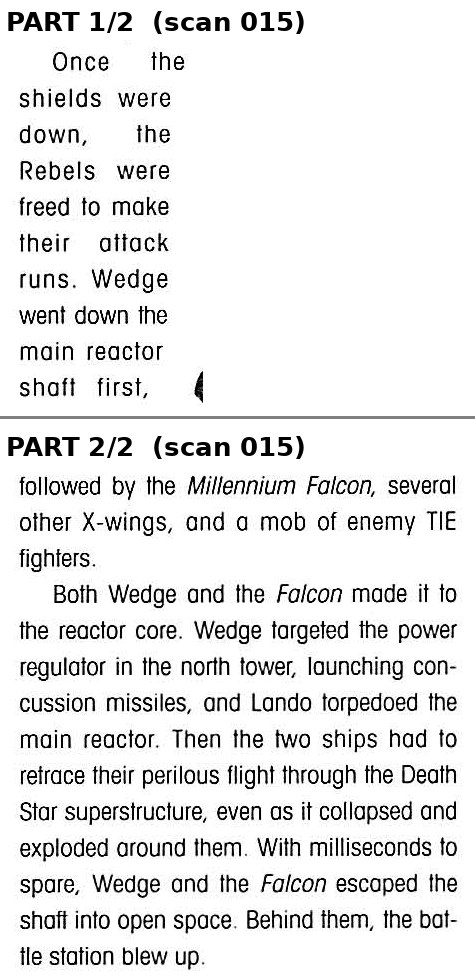 PART 1/2 (scan 015)
Once the
shields were
down, the
Rebels were
freed to make
their attack
runs. Wedge
went down the
main reactor
shaft first,
PART 2/2 (scan 015)
followed by the Millennium Falcon, several
other X-wings, and a mob of enemy TIE
fighters.
Both Wedge and the Falcon made it to
the reactor core. Wedge targeted the power
regulator in the north tower, launching con-
cussion missiles, and Lando torpedoed the
main reactor. Then the two ships had to
retrace their perilous flight through the Death
Star superstructure, even as it collapsed and
exploded around them. With milliseconds to
spare, Wedge and the Falcon escaped the
shaft into open space. Behind them, the bat-
tle station blew up.